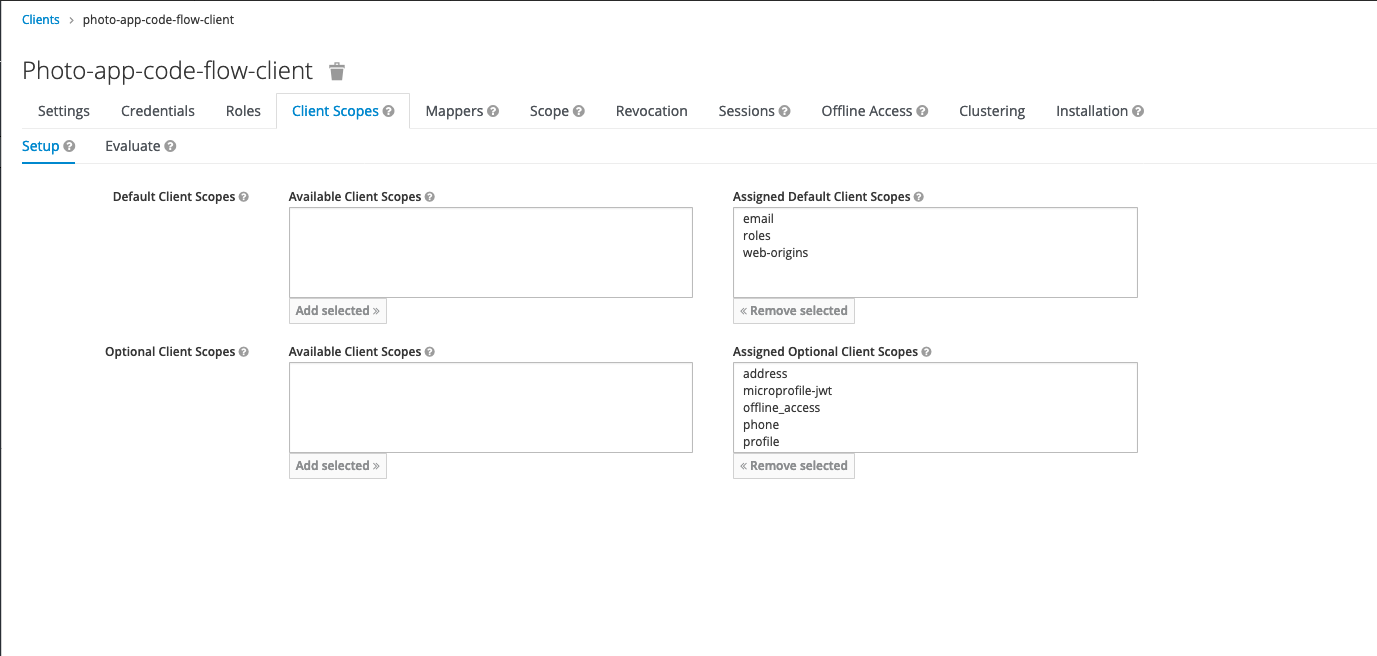 Clients > photo-app-code-flow-client
Photo-app-code-flow-client
Settings Credentials Roles Client Scopes ? Mappers ? Scope ? Revocation Sessions ? Offline Access ? Clustering Installation ?
Setup ? Evaluate ?
Default Client Scopes ? Available Client Scopes ? Assigned Default Client Scopes ?
email
roles
web-origins
Add selected » « Remove selected
Optional Client Scopes ? Available Client Scopes ? Assigned Optional Client Scopes ?
address
microprofile-jwt
offline_access
phone
profile
Add selected » « Remove selected